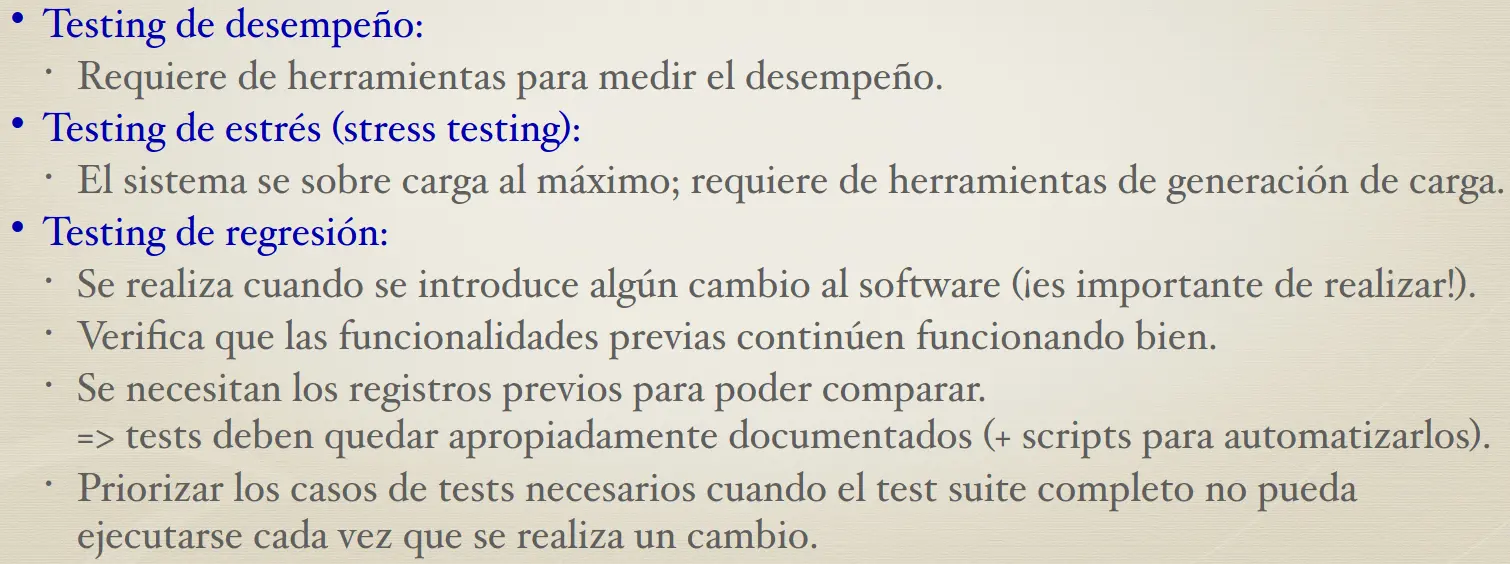 • Testing de desempeño:
· Requiere de herramientas para medir el desempeño.
• Testing de estrés (stress testing):
· El sistema se sobre carga al máximo; requiere de herramientas de generación de carga.
• Testing de regresión:
· Se realiza cuando se introduce algún cambio al software (¡es importante de realizar!).
· Verifica que las funcionalidades previas continúen funcionando bien.
· Se necesitan los registros previos para poder comparar.
=> tests deben quedar apropiadamente documentados (+ scripts para automatizarlos).
· Priorizar los casos de tests necesarios cuando el test suite completo no pueda
ejecutarse cada vez que se realiza un cambio.